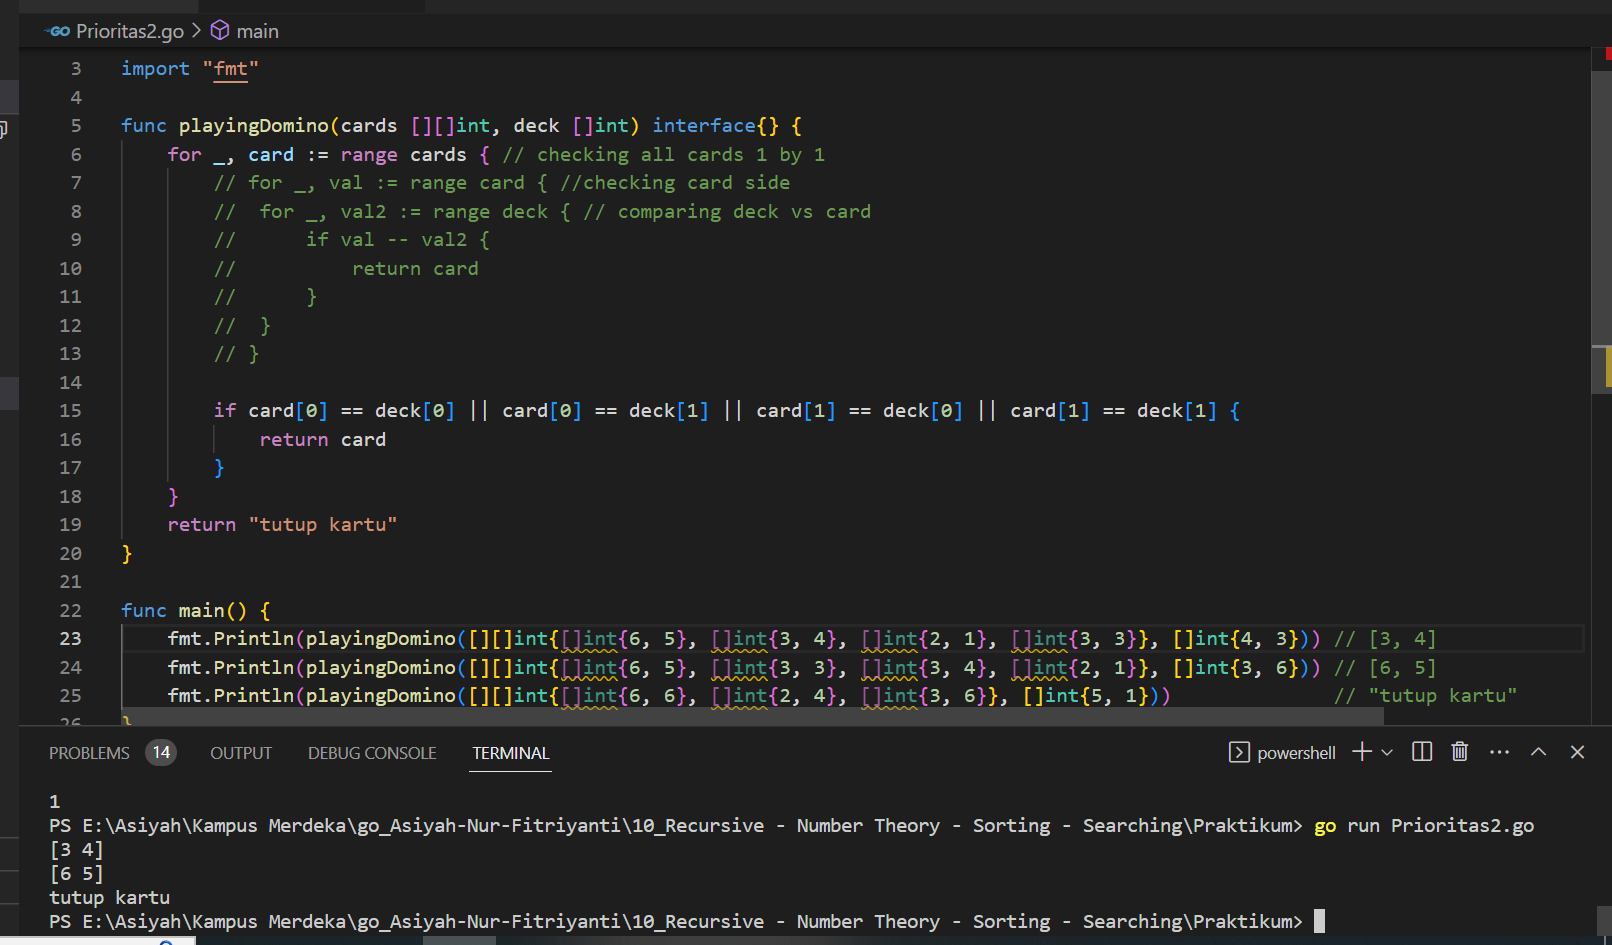 GO Prioritas2.go > main
3 import "fmt"
4
5 func playingDomino(cards [][]int, deck []int) interface{} {
6 for _, card := range cards { // checking all cards 1 by 1
7 // for _, val := range card { //checking card side
8 //  for _, val2 := range deck { // comparing deck vs card
9 //      if val -- val2 {
10 //          return card
11 //      }
12 //  }
13 // }
14
15 if card[0] == deck[0] || card[0] == deck[1] || card[1] == deck[0] || card[1] == deck[1] {
16 return card
17 }
18 }
19 return "tutup kartu"
20 }
21
22 func main() {
23 fmt.Println(playingDomino([][]int{[]int{6, 5}, []int{3, 4}, []int{2, 1}, []int{3, 3}}, []int{4, 3})) // [3, 4]
24 fmt.Println(playingDomino([][]int{[]int{6, 5}, []int{3, 3}, []int{3, 4}, []int{2, 1}}, []int{3, 6})) // [6, 5]
25 fmt.Println(playingDomino([][]int{[]int{6, 6}, []int{2, 4}, []int{3, 6}}, []int{5, 1})) // "tutup kartu"
26 }
PROBLEMS 14 OUTPUT DEBUG CONSOLE TERMINAL powershell
1
PS E:\Asiyah\Kampus Merdeka\go_Asiyah-Nur-Fitriyanti\10_Recursive - Number Theory - Sorting - Searching\Praktikum> go run Prioritas2.go
[3 4]
[6 5]
tutup kartu
PS E:\Asiyah\Kampus Merdeka\go_Asiyah-Nur-Fitriyanti\10_Recursive - Number Theory - Sorting - Searching\Praktikum>